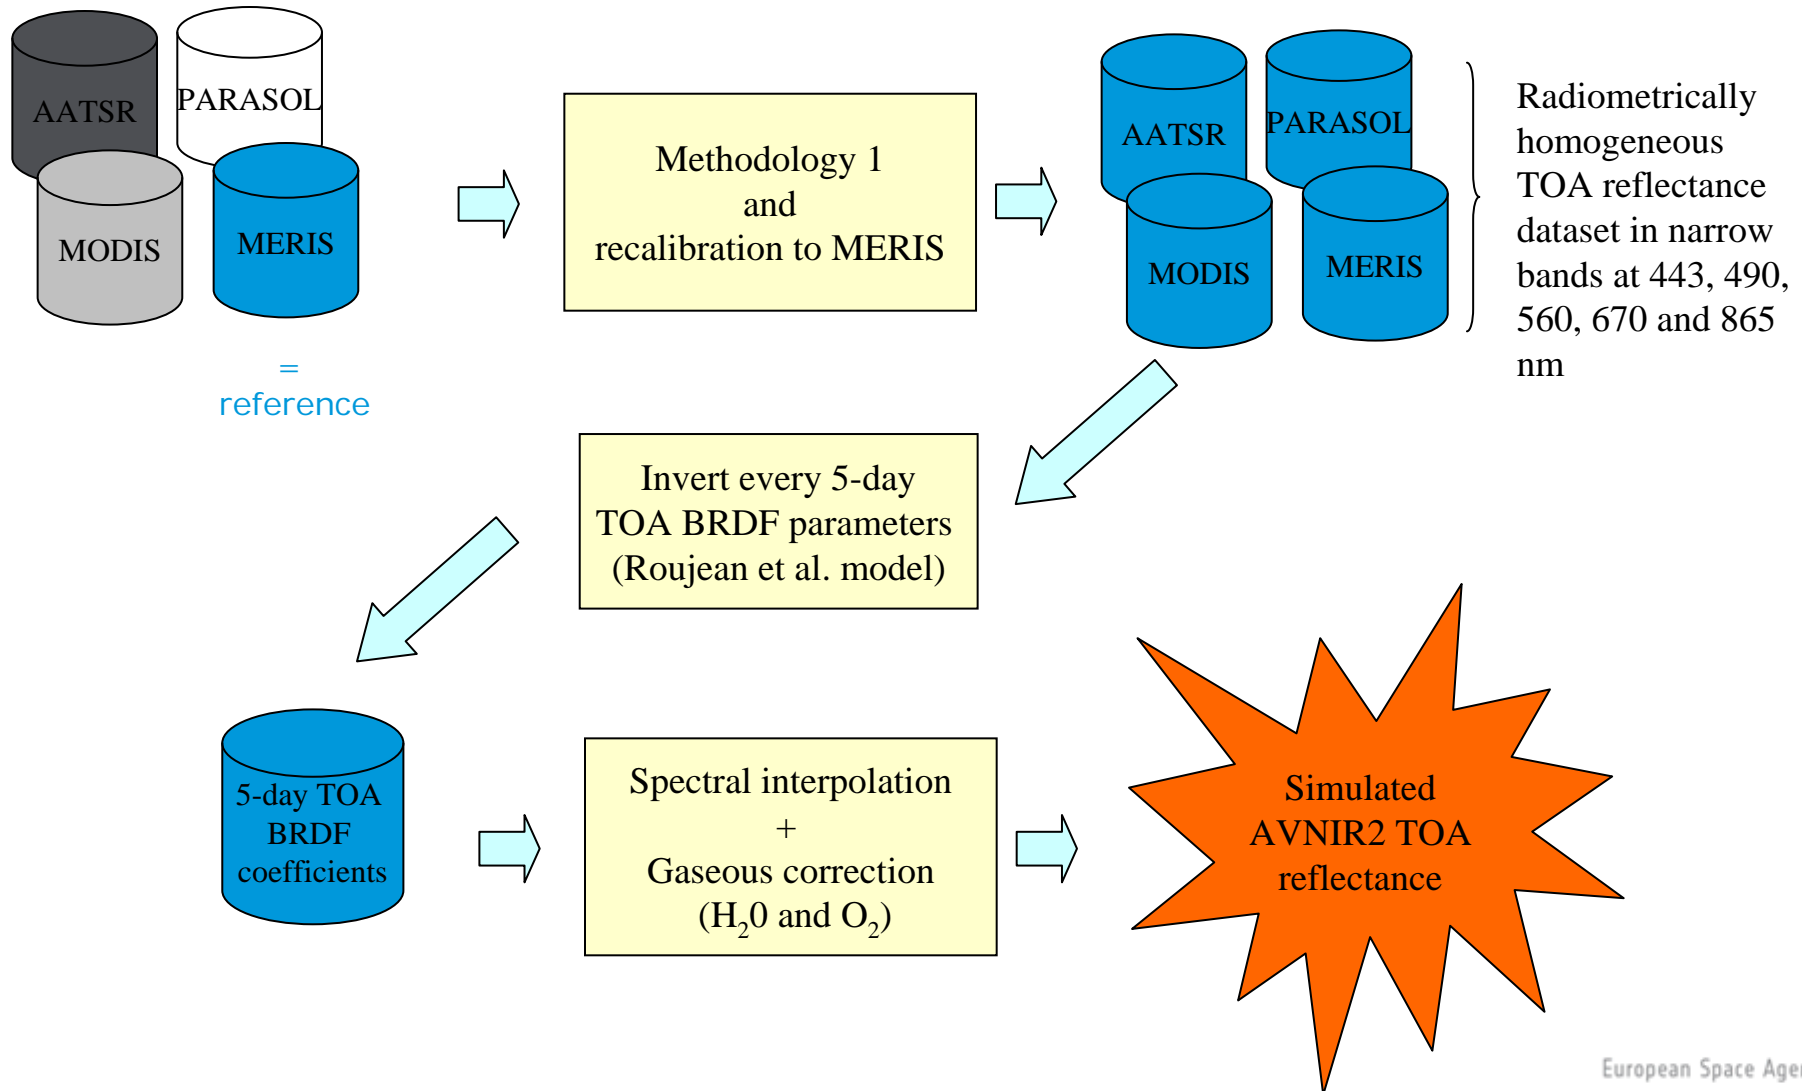 AATSR
PARASOL
MODIS
MERIS
=
reference
Methodology 1
and
recalibration to MERIS
AATSR
PARASOL
MODIS
MERIS
Radiometrically
homogeneous
TOA reflectance
dataset in narrow
bands at 443, 490,
560, 670 and 865
nm
Invert every 5-day
TOA BRDF parameters
(Roujean et al. model)
5-day TOA
BRDF
coefficients
Spectral interpolation
+
Gaseous correction
(H₂0 and O₂)
Simulated
AVNIR2 TOA
reflectance
European Space Agen